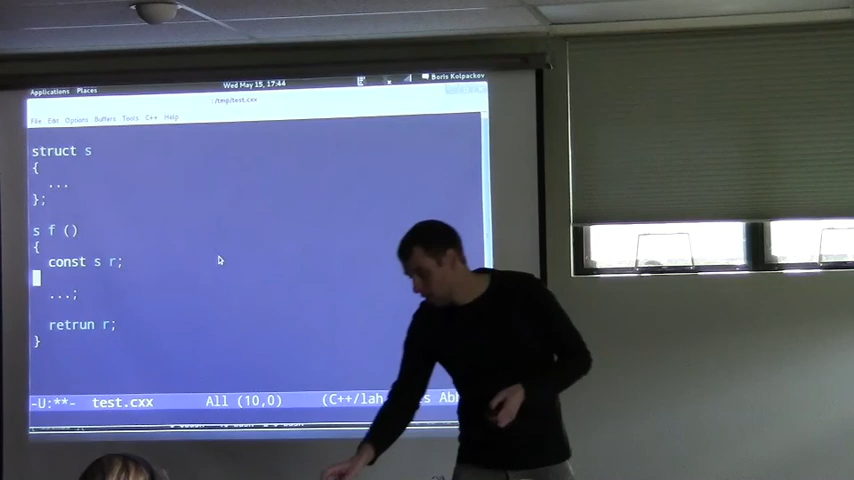 Applications Places
Wed May 15, 17:44
Boris Kolpackov
:/tmp/test.cxx
File Edit Options Buffers Tools C++ Help
struct s
{
...
};
s f ()
{
const s r;
...;
retrun r;
}
-U:**- test.cxx All (10,0) (C++/lah